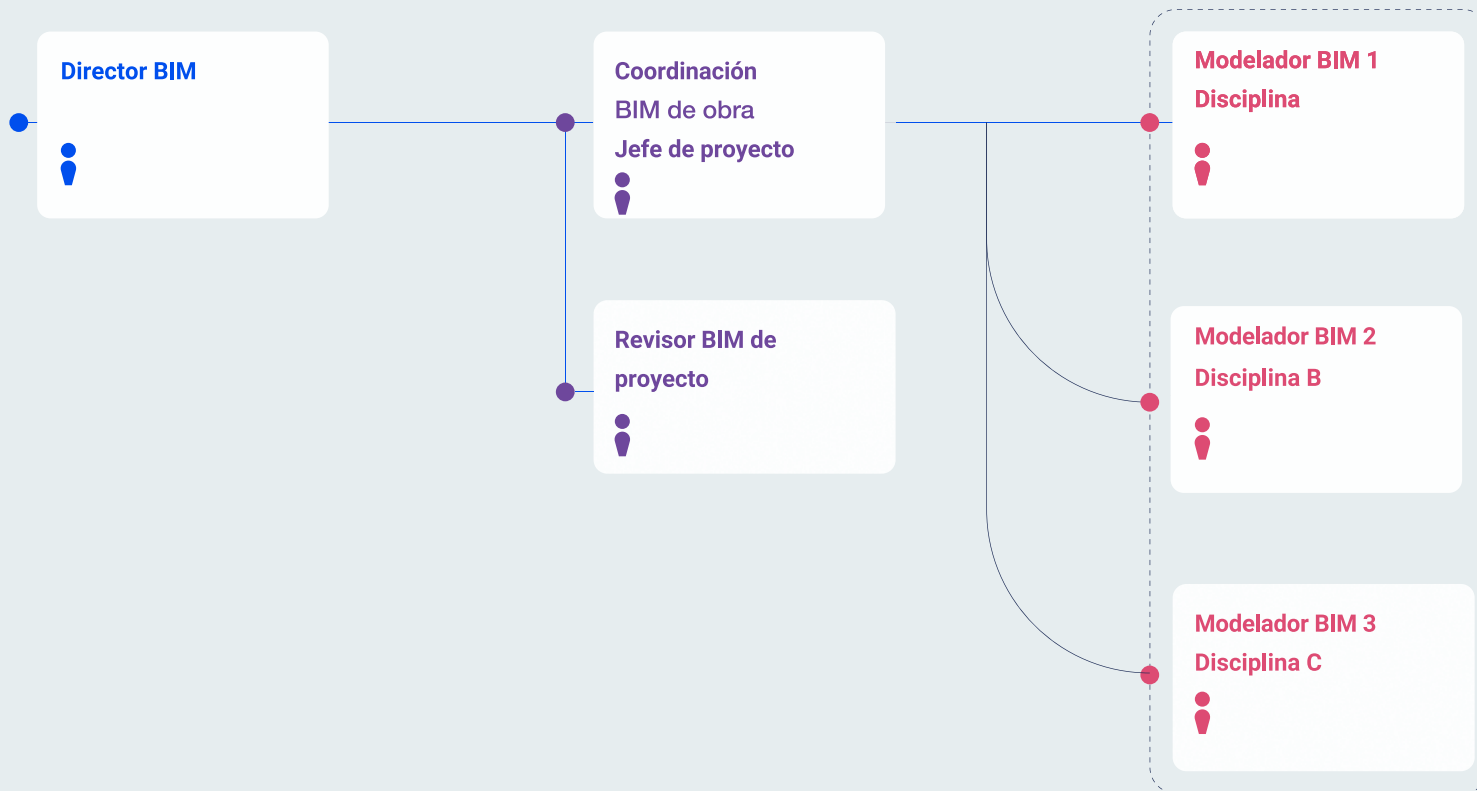 Director BIM
Coordinación
BIM de obra
Jefe de proyecto
Revisor BIM de
proyecto
Modelador BIM 1
Disciplina
Modelador BIM 2
Disciplina B
Modelador BIM 3
Disciplina C